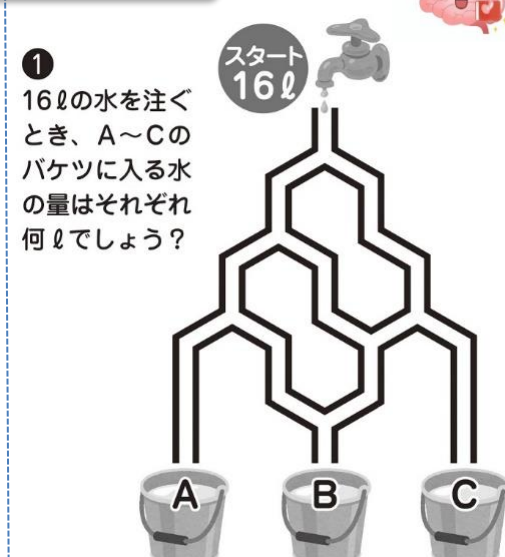 スタート
16ℓ
❶
16ℓの水を注ぐ
とき、A～Cの
バケツに入る水
の量はそれぞれ
何ℓでしょう？
A
B
C